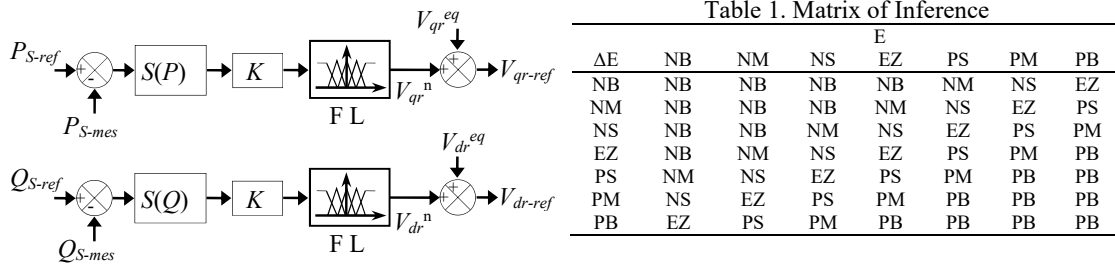 P_S-ref
+
-
S(P)
K
F L
V_qr^n
V_qr^eq
+
+
V_qr-ref
P_S-mes
Q_S-ref
+
-
S(Q)
K
F L
V_dr^n
V_dr^eq
+
+
V_dr-ref
Q_S-mes
Table 1. Matrix of Inference
E
ΔE NB NM NS EZ PS PM PB
NB NB NB NB NB NM NS EZ
NM NB NB NB NM NS EZ PS
NS NB NB NM NS EZ PS PM
EZ NB NM NS EZ PS PM PB
PS NM NS EZ PS PM PB PB
PM NS EZ PS PM PB PB PB
PB EZ PS PM PB PB PB PB